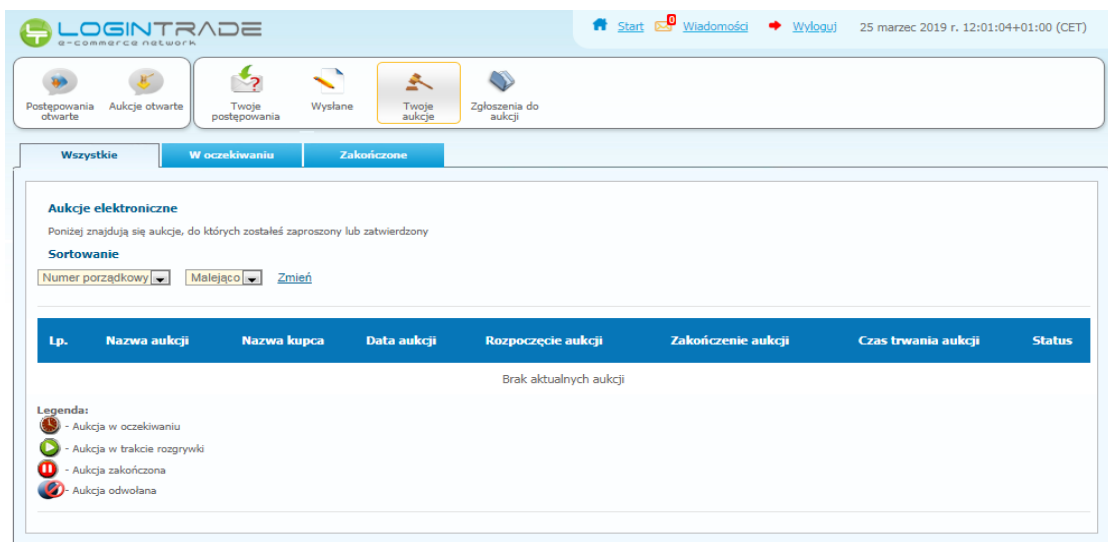 LOGINTRADE
e-commerce network
Start 0 Wiadomości Wyloguj 25 marzec 2019 r. 12:01:04+01:00 (CET)
Postępowania otwarte
Aukcje otwarte
Twoje postępowania
Wysłane
Twoje aukcje
Zgłoszenia do aukcji
Wszystkie W oczekiwaniu Zakończone
Aukcje elektroniczne
Poniżej znajdują się aukcje, do których zostałeś zaproszony lub zatwierdzony
Sortowanie
Numer porządkowy Malejąco Zmień
Lp. Nazwa aukcji Nazwa kupca Data aukcji Rozpoczęcie aukcji Zakończenie aukcji Czas trwania aukcji Status
Brak aktualnych aukcji
Legenda:
- Aukcja w oczekiwaniu
- Aukcja w trakcie rozgrywki
- Aukcja zakończona
- Aukcja odwołana